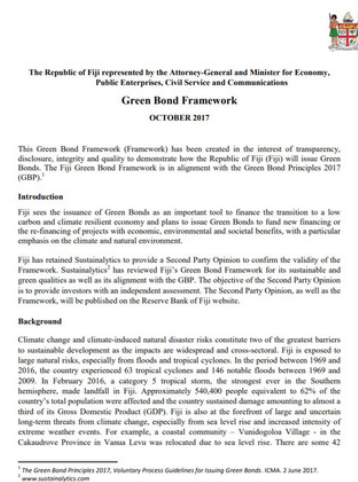 The Republic of Fiji represented by the Attorney-General and Minister for Economy,
Public Enterprises, Civil Service and Communications
Green Bond Framework
OCTOBER 2017
This Green Bond Framework (Framework) has been created in the interest of transparency,
disclosure, integrity and quality to demonstrate how the Republic of Fiji (Fiji) will issue Green
Bonds. The Fiji Green Bond Framework is in alignment with the Green Bond Principles 2017
(GBP).1
Introduction
Fiji sees the issuance of Green Bonds as an important tool to finance the transition to a low
carbon and climate resilient economy and plans to issue Green Bonds to fund new financing or
the re-financing of projects with economic, environmental and societal benefits, with a particular
emphasis on the climate and natural environment.
Fiji has retained Sustainalytics to provide a Second Party Opinion to confirm the validity of the
Framework. Sustainalytics2 has reviewed Fiji's Green Bond Framework for its sustainable and
green qualities as well as its alignment with the GBP. The objective of the Second Party Opinion
is to provide investors with an independent assessment. The Second Party Opinion, as well as the
Framework, will be published on the Reserve Bank of Fiji website.
Background
Climate change and climate-induced natural disaster risks constitute two of the greatest barriers
to sustainable development as the impacts are widespread and cross-sectoral. Fiji is exposed to
large natural risks, especially from floods and tropical cyclones. In the period between 1969 and
2016, the country experienced 63 tropical cyclones and 146 notable floods between 1969 and
2009. In February 2016, a category 5 tropical storm, the strongest ever in the Southern
hemisphere, made landfall in Fiji. Approximately 540,400 people equivalent to 62% of the
country's total population were affected and the country sustained damage amounting to almost a
third of its Gross Domestic Product (GDP). Fiji is also at the forefront of large and uncertain
long-term threats from climate change, especially from sea level rise and increased intensity of
extreme weather events. For example, a coastal community – Vunidogoloa Village - in the
Cakaudrove Province in Vanua Levu was relocated due to sea level rise. There are some 42
1 The Green Bond Principles 2017, Voluntary Process Guidelines for Issuing Green Bonds. ICMA. 2 June 2017.
2 www.sustainalytics.com